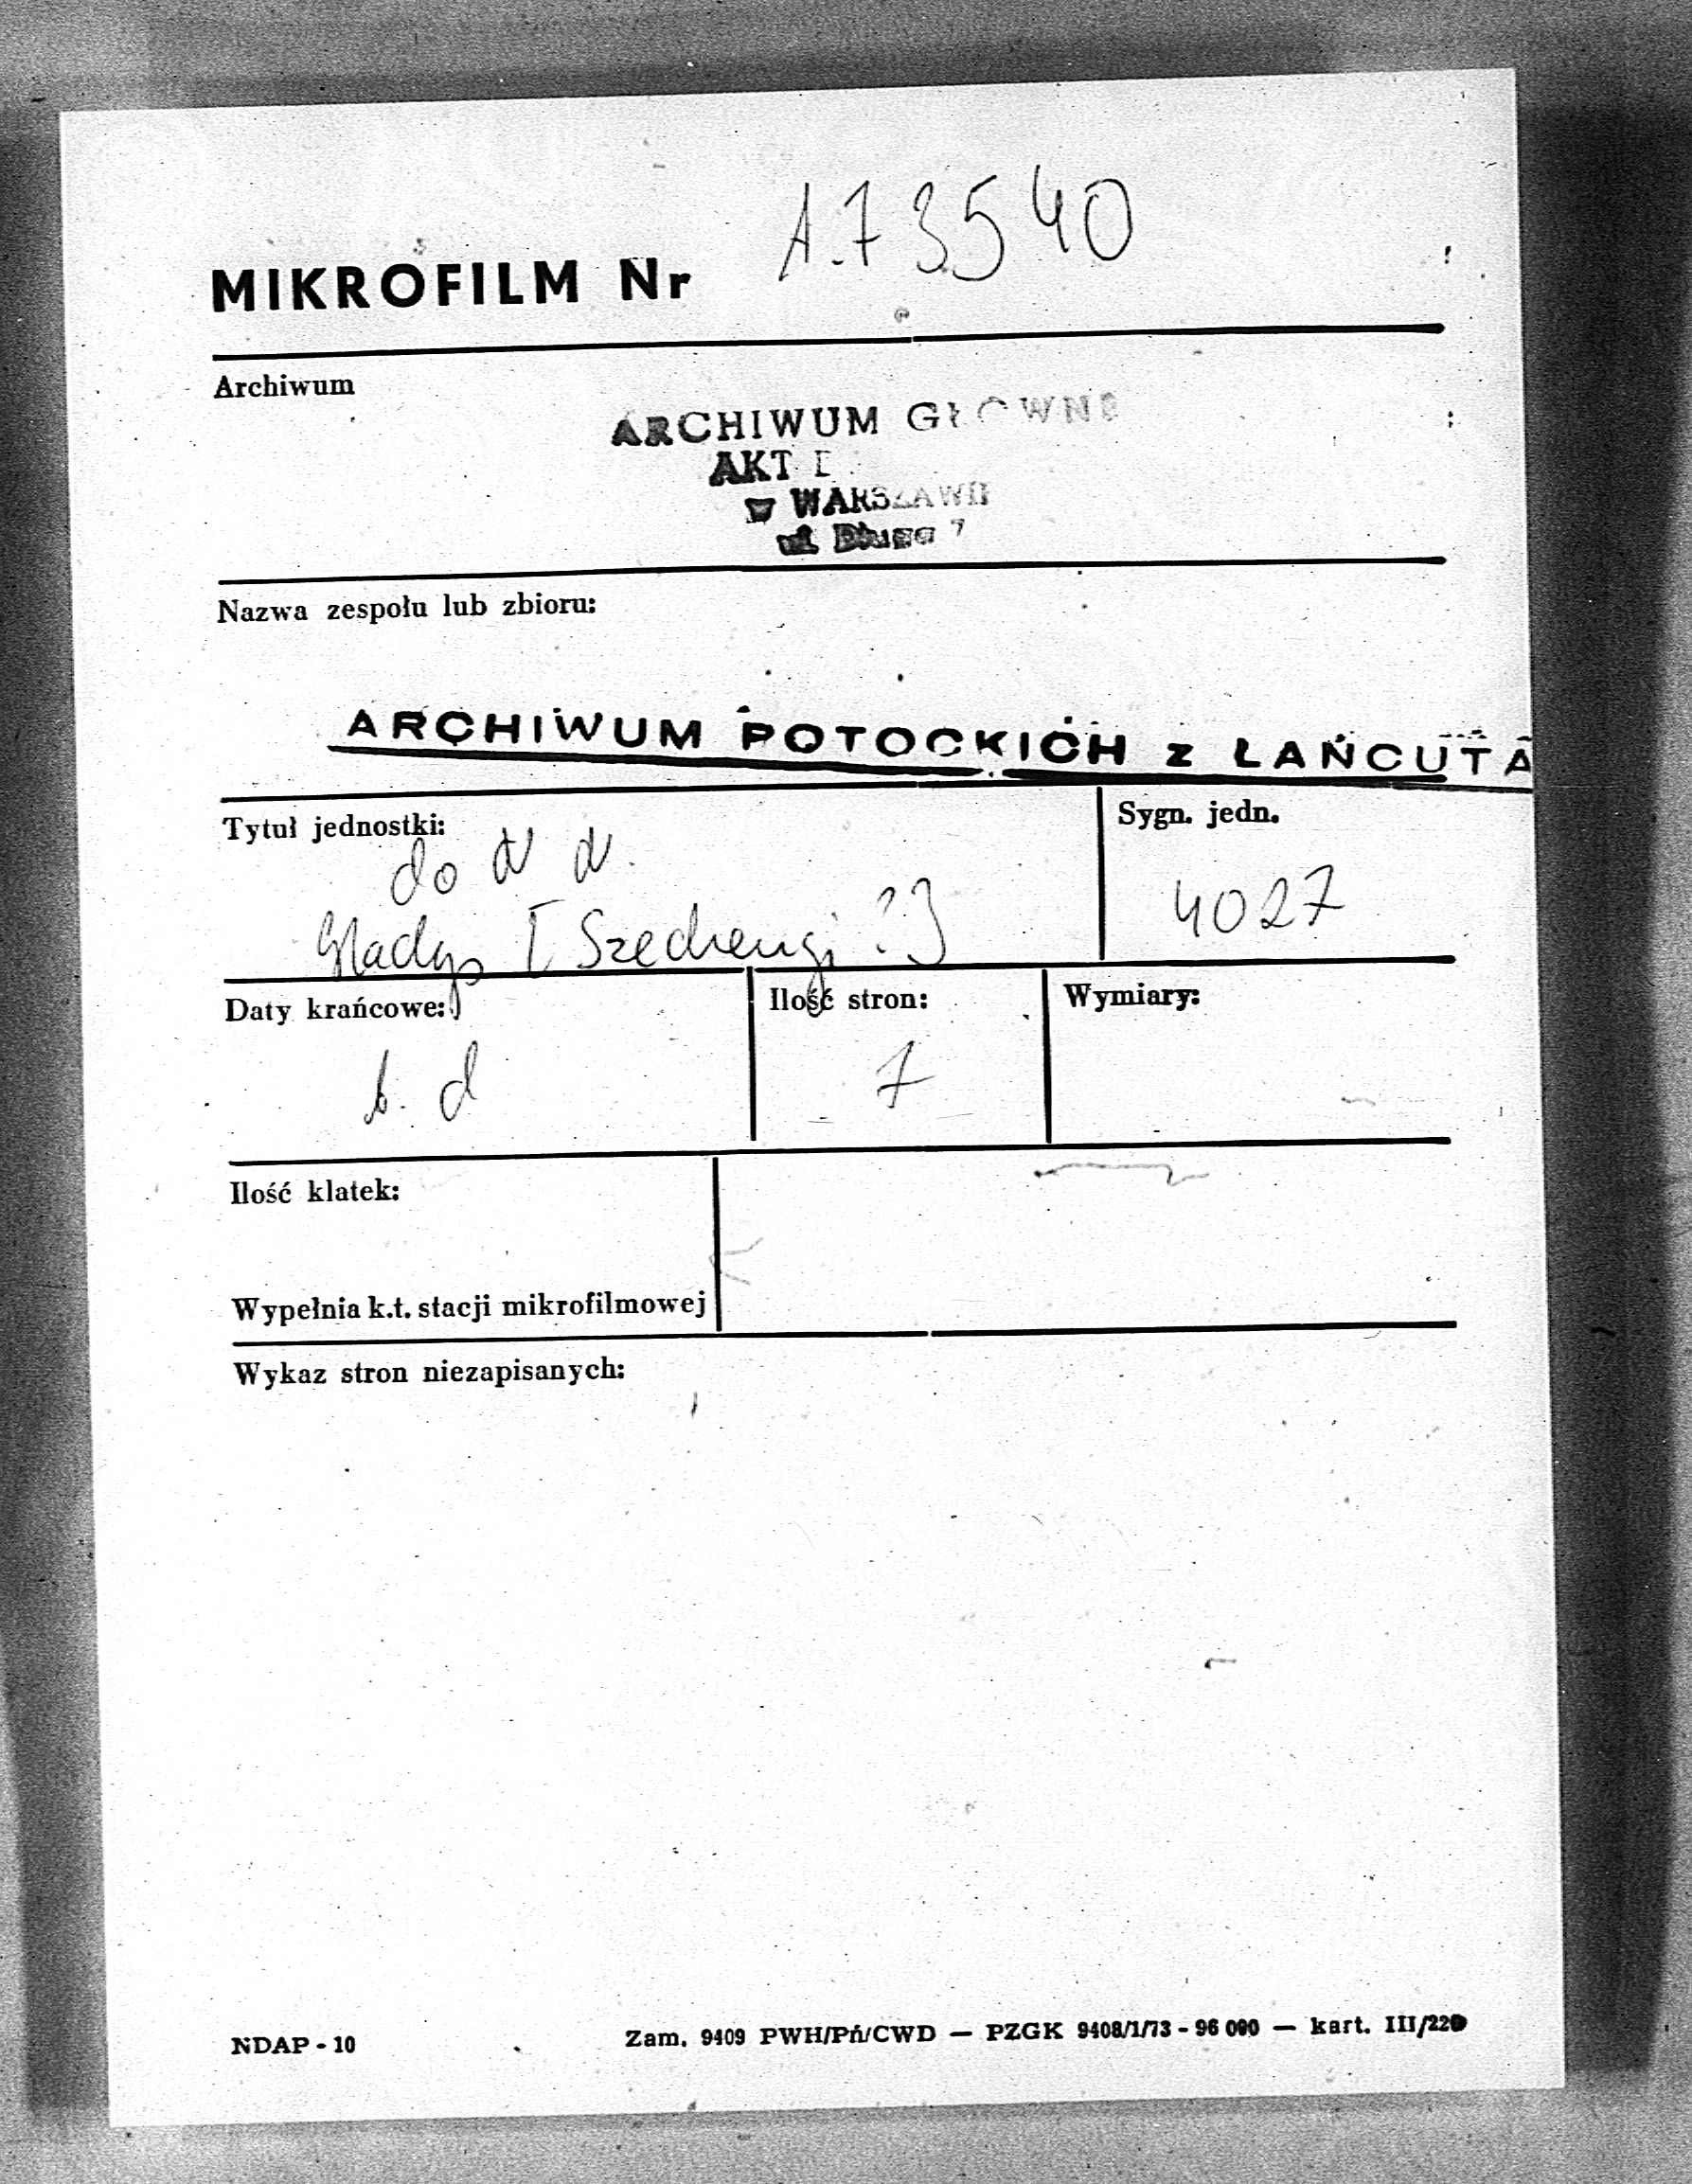 MIKROFILM Nr A.73540
Archiwum
ARCHIWUM GŁÓWNE
AKT D
w WARSZAWIE
ul. Długa 7
Nazwa zespołu lub zbioru:
ARCHIWUM POTOCKICH z ŁAŃCUTA
Tytuł jednostki:
Sygn. jedn.
do N N.
Gladys [Szechengi?]
4027
Daty krańcowe:
Ilość stron:
Wymiary:
b. d
7
Ilość klatek:
Wypełnia k.t. stacji mikrofilmowej
Wykaz stron niezapisanych:
NDAP - 10
Zam. 9409 PWH/Pń/CWD — PZGK 9408/1/73 - 96 000 — kart. III/220